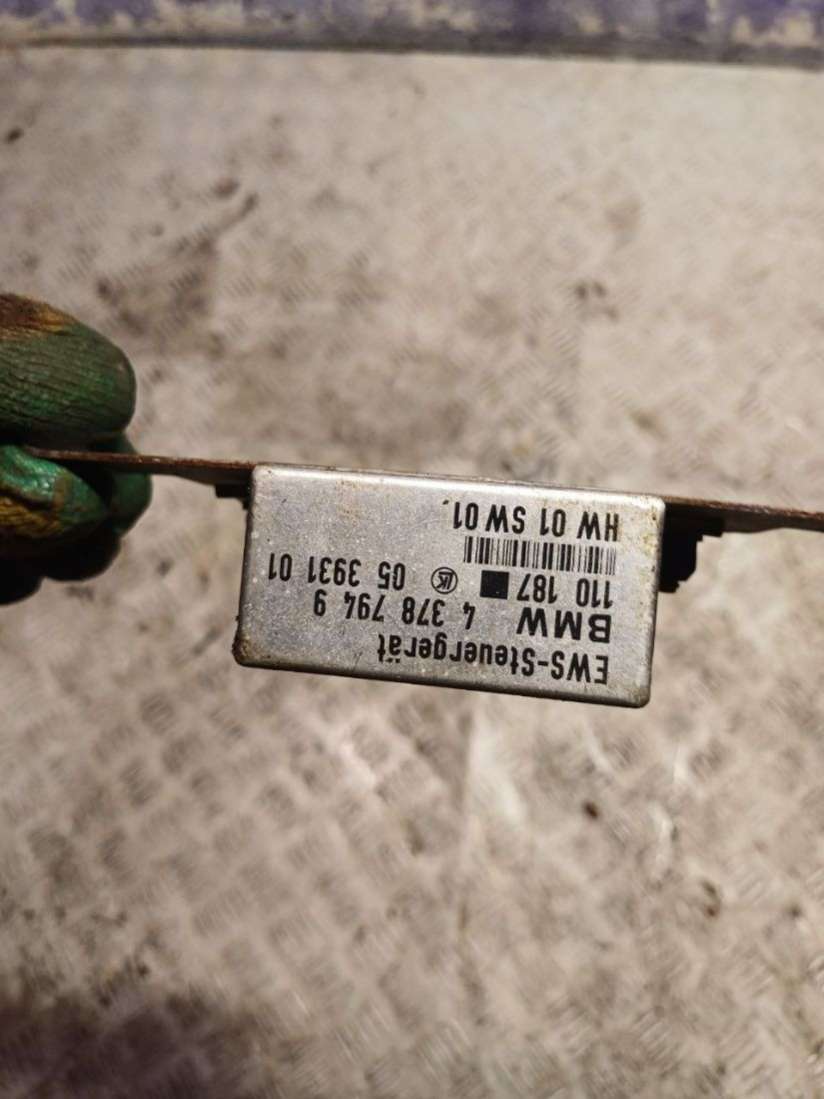 EWS-Steuergerät
BMW 4 378 794 9
110 187 05 3931 01
HW 01 SW 01.